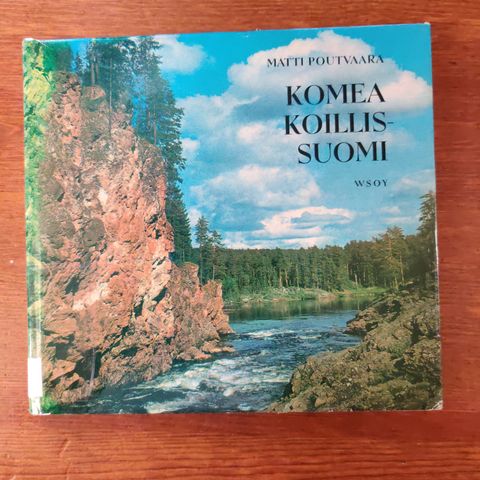 MATTI POUTVAARA
KOMEA
KOILLIS-
SUOMI
WSOY